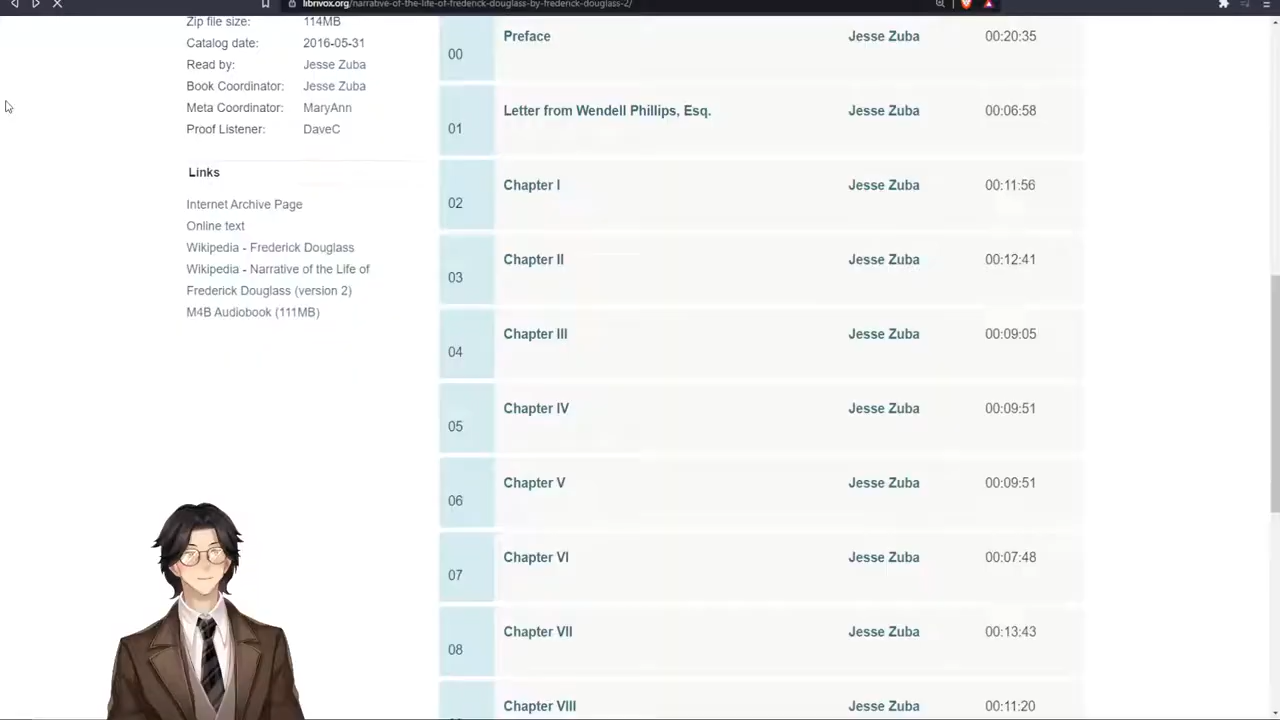 librivox.org/narrative-of-the-life-of-frederick-douglass-by-frederick-douglass-2/
Zip file size: 114MB
Catalog date: 2016-05-31
Read by: Jesse Zuba
Book Coordinator: Jesse Zuba
Meta Coordinator: MaryAnn
Proof Listener: DaveC
Links
Internet Archive Page
Online text
Wikipedia - Frederick Douglass
Wikipedia - Narrative of the Life of
Frederick Douglass (version 2)
M4B Audiobook (111MB)
00 Preface Jesse Zuba 00:20:35
01 Letter from Wendell Phillips, Esq. Jesse Zuba 00:06:58
02 Chapter I Jesse Zuba 00:11:56
03 Chapter II Jesse Zuba 00:12:41
04 Chapter III Jesse Zuba 00:09:05
05 Chapter IV Jesse Zuba 00:09:51
06 Chapter V Jesse Zuba 00:09:51
07 Chapter VI Jesse Zuba 00:07:48
08 Chapter VII Jesse Zuba 00:13:43
Chapter VIII Jesse Zuba 00:11:20